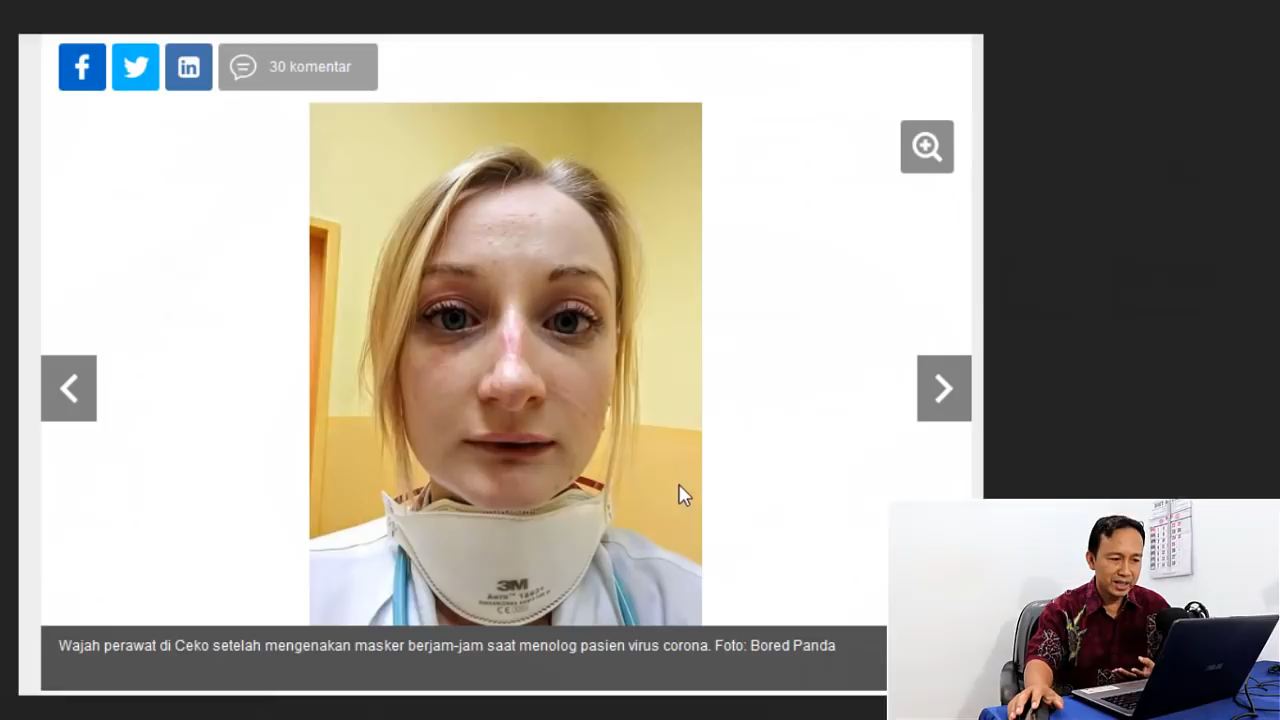 30 komentar
3M
Wajah perawat di Ceko setelah mengenakan masker berjam-jam saat menolog pasien virus corona. Foto: Bored Panda
ASUS